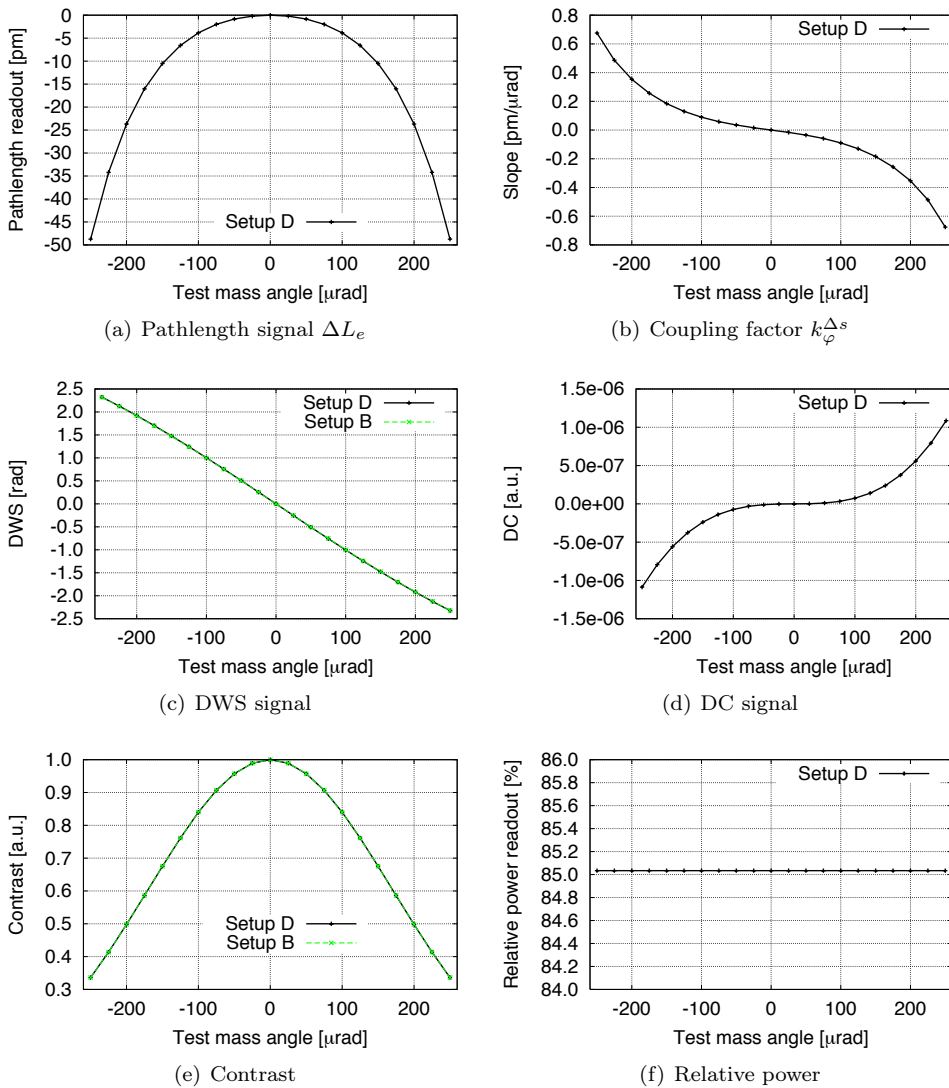 Pathlength readout [pm]
0
-5
-10
-15
-20
-25
-30
-35
-40
-45
-50
Setup D
-200 -100 0 100 200
Test mass angle [µrad]
(a) Pathlength signal ΔLₑ
Slope [pm/µrad]
0.8
0.6
0.4
0.2
0.0
-0.2
-0.4
-0.6
-0.8
Setup D
-200 -100 0 100 200
Test mass angle [µrad]
(b) Coupling factor k_φ^Δs
DWS [rad]
2.5
2.0
1.5
1.0
0.5
0.0
-0.5
-1.0
-1.5
-2.0
-2.5
Setup D
Setup B
-200 -100 0 100 200
Test mass angle [µrad]
(c) DWS signal
DC [a.u.]
1.5e-06
1.0e-06
5.0e-07
0.0e+00
-5.0e-07
-1.0e-06
-1.5e-06
Setup D
-200 -100 0 100 200
Test mass angle [µrad]
(d) DC signal
Contrast [a.u.]
1.0
0.9
0.8
0.7
0.6
0.5
0.4
0.3
Setup D
Setup B
-200 -100 0 100 200
Test mass angle [µrad]
(e) Contrast
Relative power readout [%]
86.0
85.8
85.6
85.4
85.2
85.0
84.8
84.6
84.4
84.2
84.0
Setup D
-200 -100 0 100 200
Test mass angle [µrad]
(f) Relative power